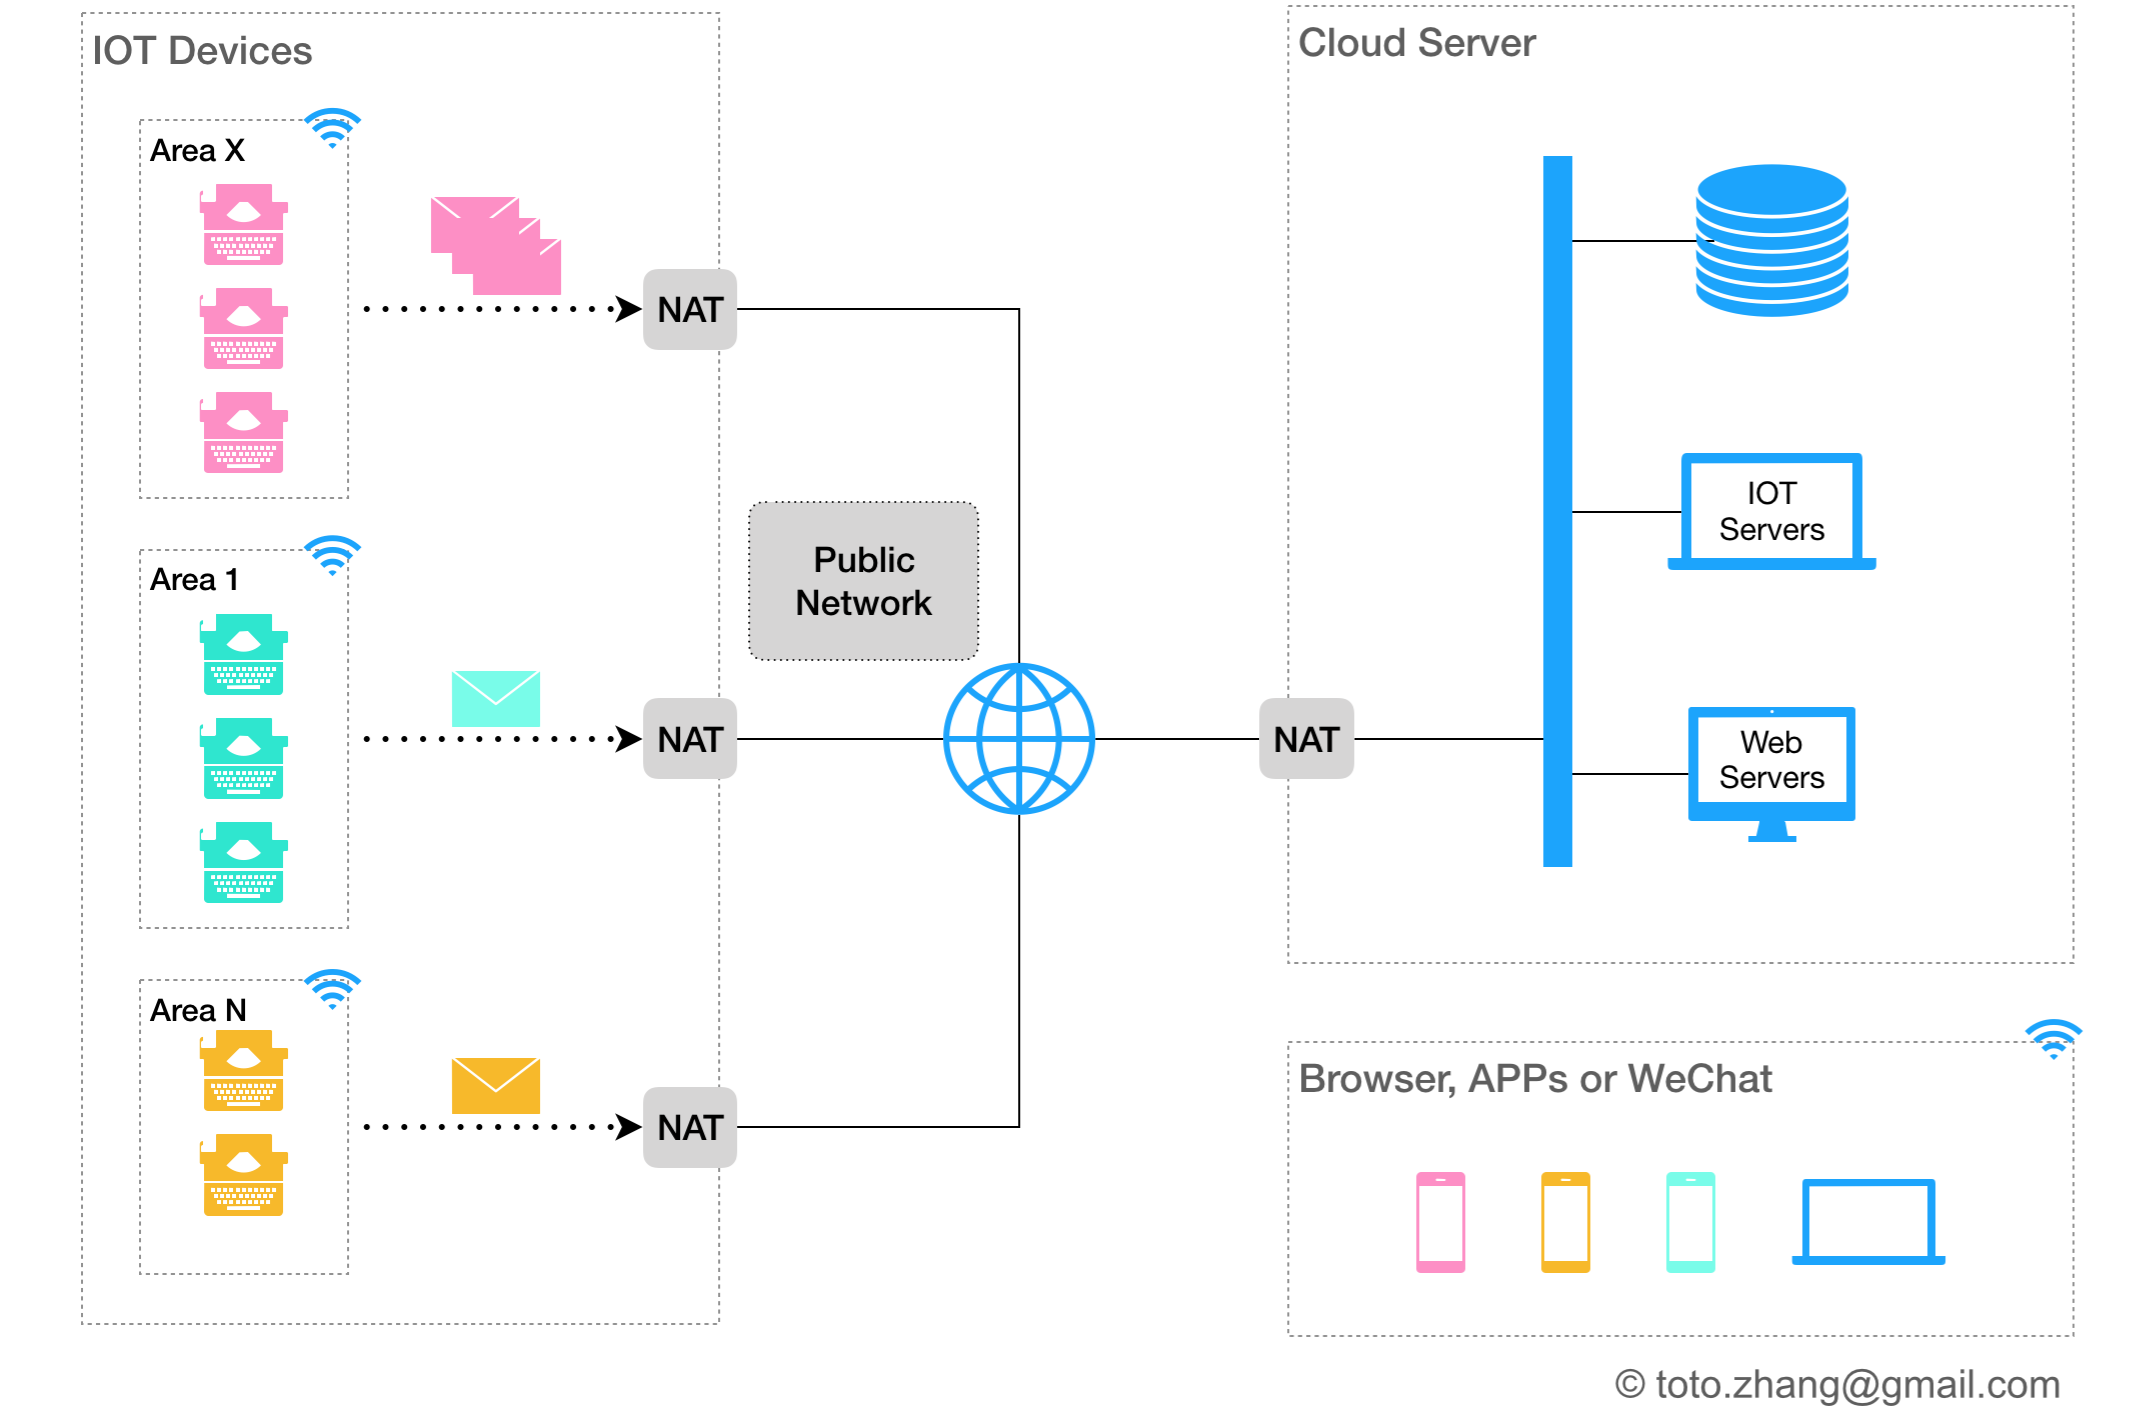 IOT Devices
Area X
NAT
Area 1
NAT
Area N
NAT
Public
Network
NAT
Cloud Server
IOT
Servers
Web
Servers
Browser, APPs or WeChat
© toto.zhang@gmail.com